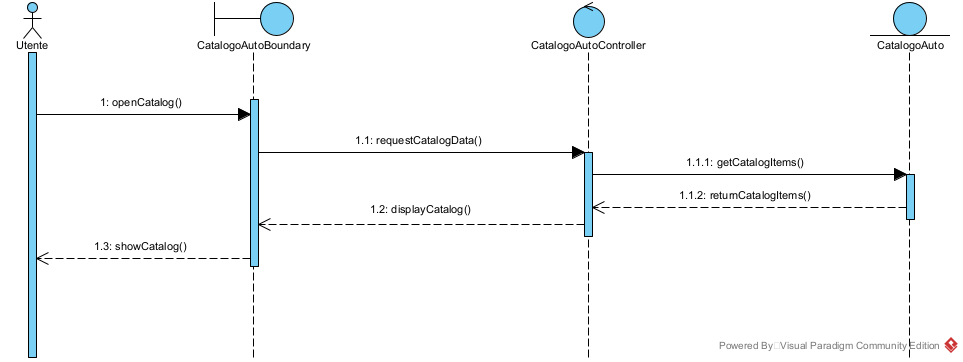 Utente
CatalogoAutoBoundary
CatalogoAutoController
CatalogoAuto
1: openCatalog()
1.1: requestCatalogData()
1.1.1: getCatalogItems()
1.1.2: returnCatalogItems()
1.2: displayCatalog()
1.3: showCatalog()
Powered By Visual Paradigm Community Edition